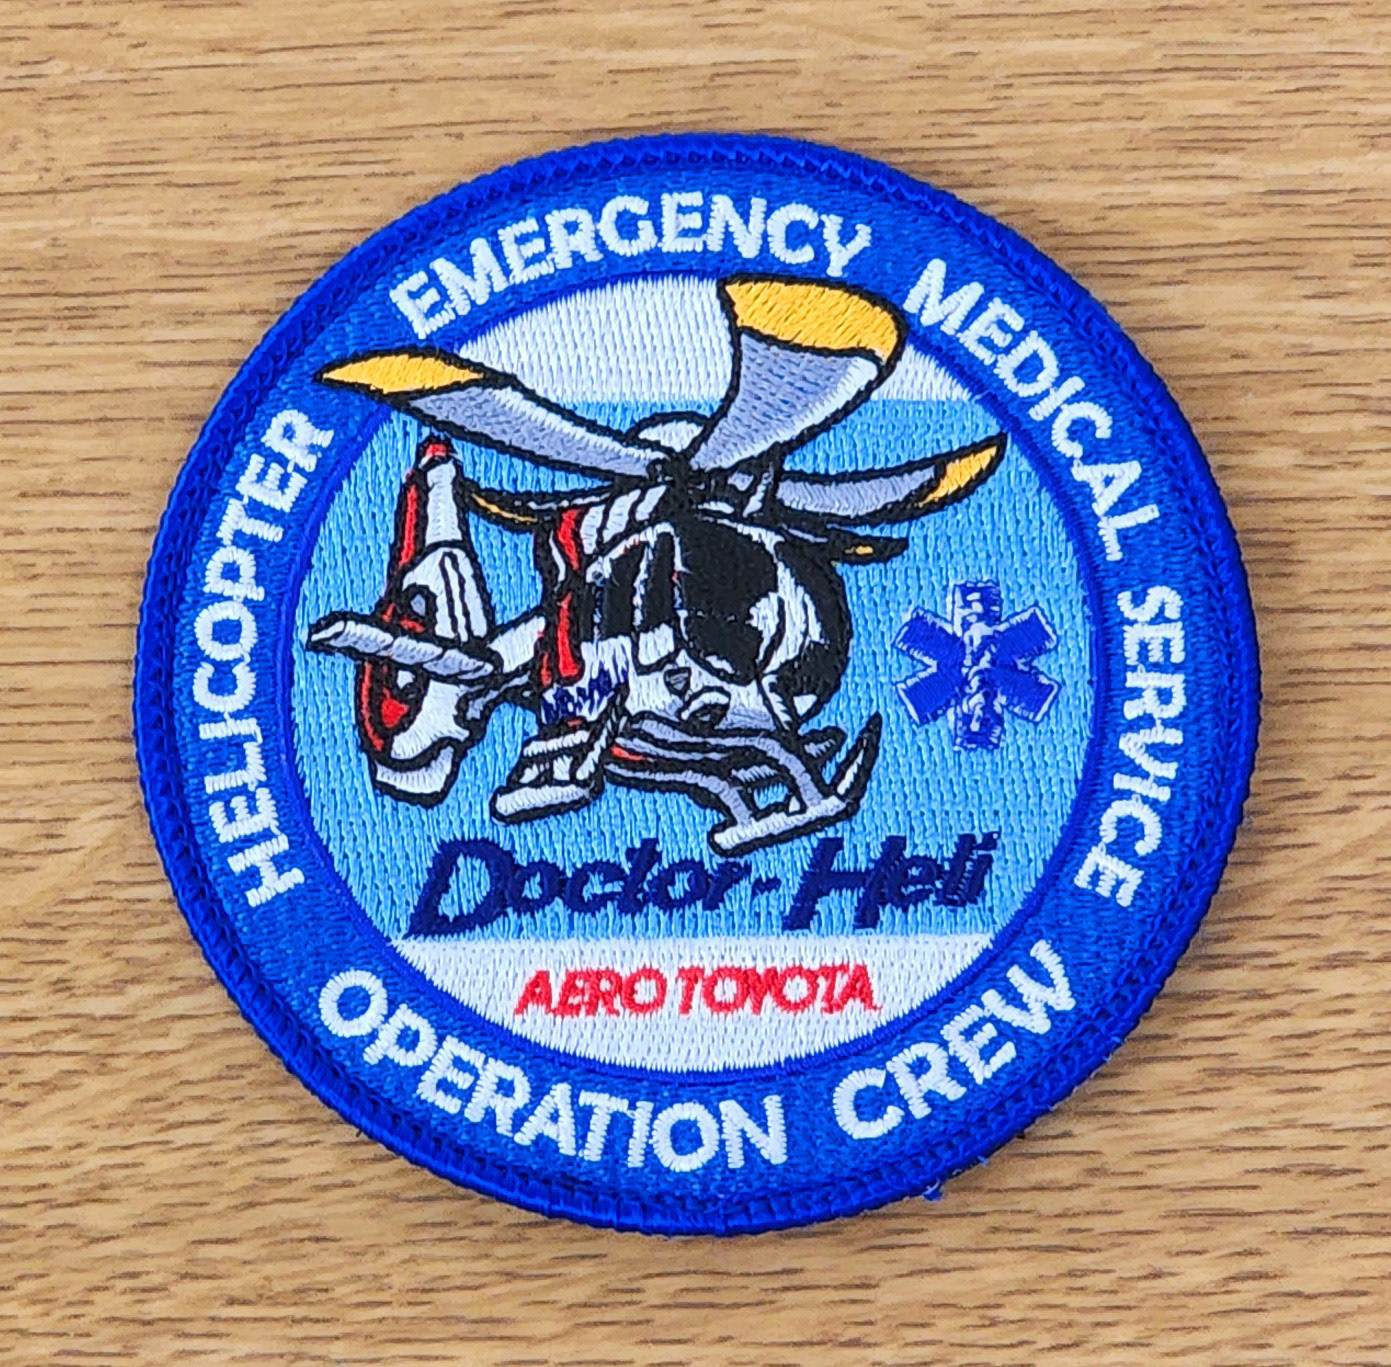 HELICOPTER EMERGENCY MEDICAL SERVICE
Doctor-Heli
AERO TOYOTA
OPERATION CREW